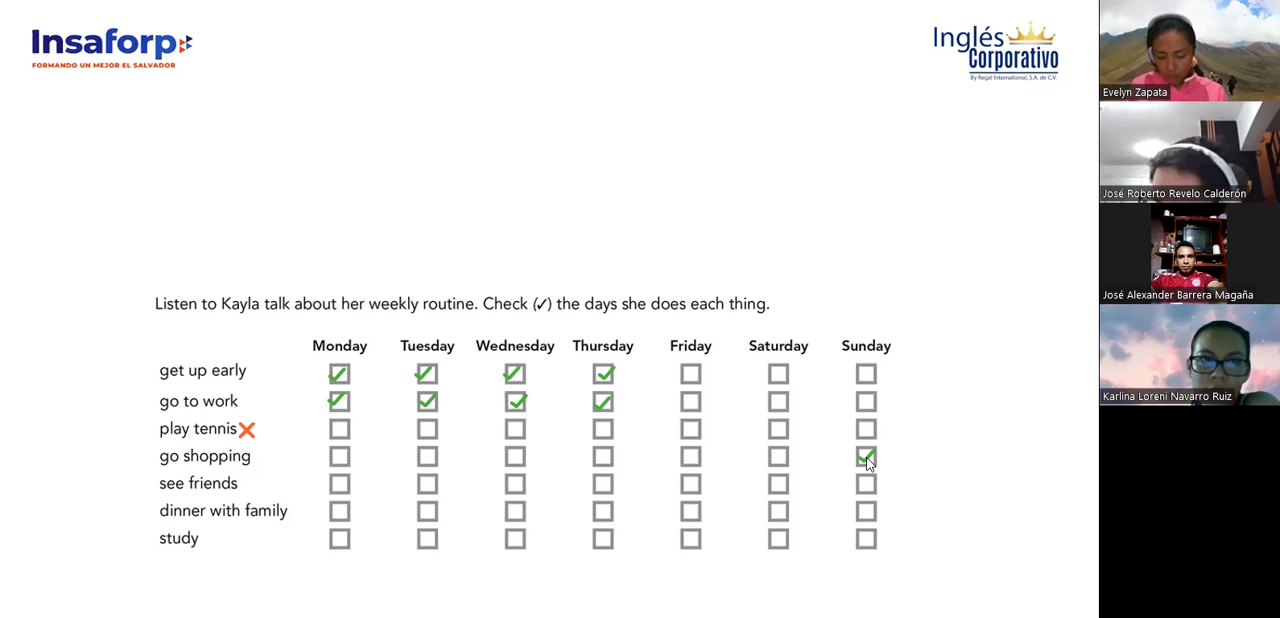 Insaforp
FORMANDO UN MEJOR EL SALVADOR
Inglés
Corporativo
By Regal International, S.A. de C.V.
Listen to Kayla talk about her weekly routine. Check (✓) the days she does each thing.
Monday Tuesday Wednesday Thursday Friday Saturday Sunday
get up early
go to work
play tennis
go shopping
see friends
dinner with family
study
Evelyn Zapata
José Roberto Revelo Calderón
José Alexander Barrera Magaña
Karlina Loreni Navarro Ruiz